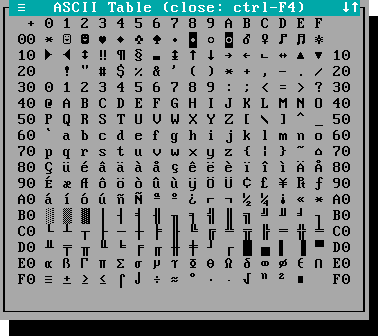 ≡ ASCII Table (close: ctrl-F4) ↓↑
+ 0 1 2 3 4 5 6 7 8 9 A B C D E F
00 * ☺ ☻ ♥ ♦ ♣ ♠ • ◘ ○ ◙ ♂ ♀ ♪ ♫ ☼
10 ► ◄ ↕ ‼ ¶ § ▬ ↨ ↑ ↓ → ← ∟ ↔ ▲ ▼ 10
20 ! " # $ % & ' ( ) * + , - . / 20
30 0 1 2 3 4 5 6 7 8 9 : ; < = > ? 30
40 @ A B C D E F G H I J K L M N O 40
50 P Q R S T U V W X Y Z [ \ ] ^ _ 50
60 ` a b c d e f g h i j k l m n o 60
70 p q r s t u v w x y z { ¦ } ~ ⌂ 70
80 Ç ü é â ä à å ç ê ë è ï î ì Ä Å 80
90 É æ Æ ô ö ò û ù ÿ Ö Ü ¢ £ ¥ ₧ ƒ 90
A0 á í ó ú ñ Ñ ª º ¿ ⌐ ¬ ½ ¼ ¡ « » A0
B0 ░ ▒ ▓ │ ┤ ╡ ╢ ╖ ╕ ╣ ║ ╗ ╝ ╜ ╛ ┐ B0
C0 └ ┴ ┬ ├ ─ ┼ ╞ ╟ ╚ ╔ ╩ ╦ ╠ ═ ╬ ╧ C0
D0 ╨ ╤ ╥ ╙ ╘ ╒ ╓ ╫ ╪ ┘ ┌ █ ▄ ▌ ▐ ▀ D0
E0 α ß Γ π Σ σ µ τ Φ Θ Ω δ ∞ φ ε ∩ E0
F0 ≡ ± ≥ ≤ ⌠ ⌡ ÷ ≈ ° ∙ · √ ⁿ ² ■ F0